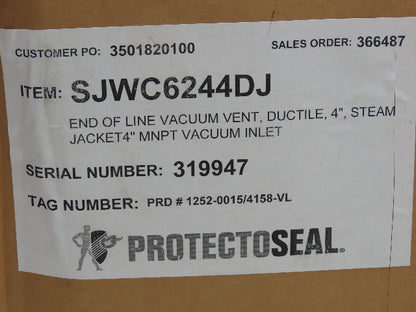 CUSTOMER PO: 3501820100 SALES ORDER: 366487
ITEM: SJWC6244DJ
END OF LINE VACUUM VENT, DUCTILE, 4", STEAM
JACKET4" MNPT VACUUM INLET
SERIAL NUMBER: 319947
TAG NUMBER: PRD # 1252-0015/4158-VL
PROTECTOSEAL®